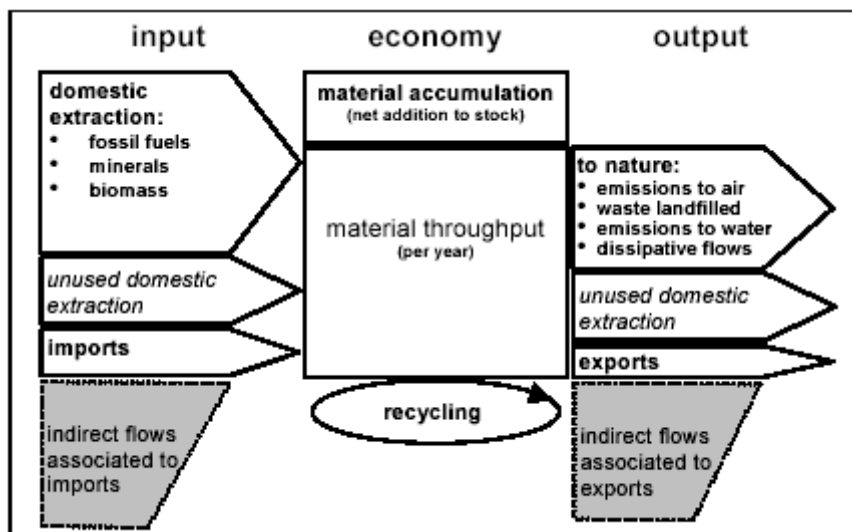 input
economy
output
domestic
extraction:
• fossil fuels
• minerals
• biomass
unused domestic
extraction
imports
indirect flows
associated to
imports
material accumulation
(net addition to stock)
material throughput
(per year)
recycling
to nature:
• emissions to air
• waste landfilled
• emissions to water
• dissipative flows
unused domestic
extraction
exports
indirect flows
associated to
exports